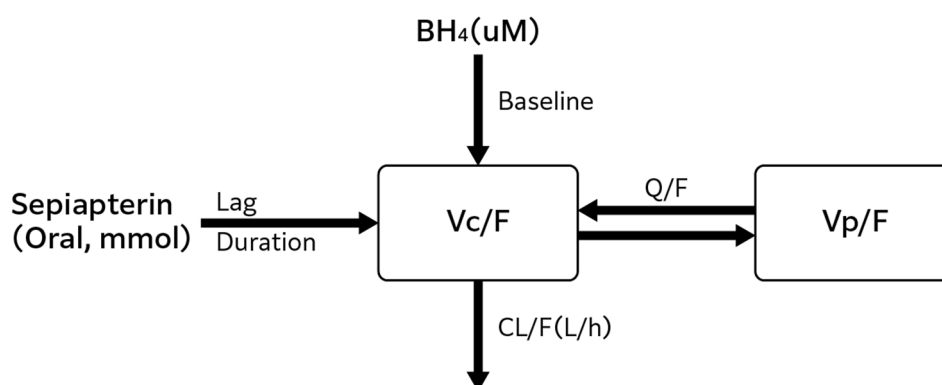 BH₄(uM)
Baseline
Sepiapterin
(Oral, mmol)
Lag
Duration
Vc/F
Q/F
Vp/F
CL/F(L/h)